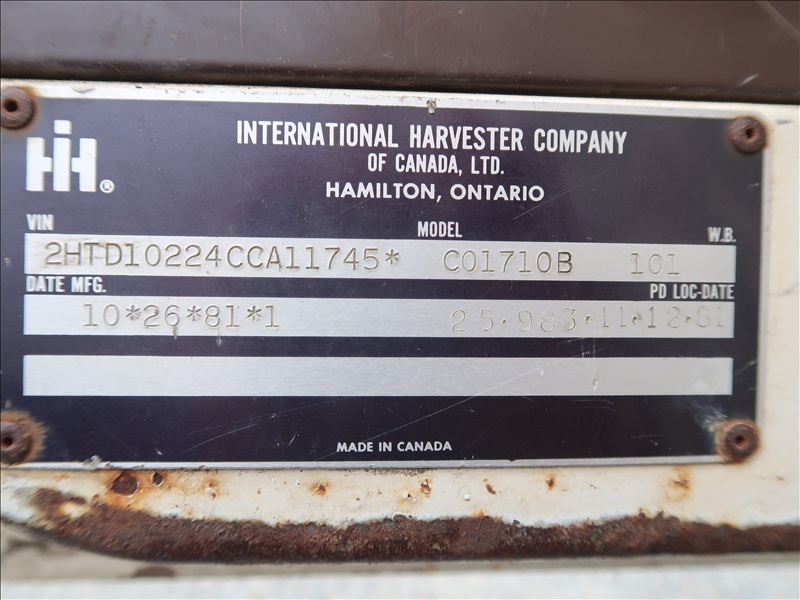 INTERNATIONAL HARVESTER COMPANY
OF CANADA, LTD.
HAMILTON, ONTARIO
IH®
VIN MODEL W.B.
2HTD10224CCA11745* CO1710B 101
DATE MFG. PD LOC-DATE
10*26*81*1 25.983.11.12.81
MADE IN CANADA